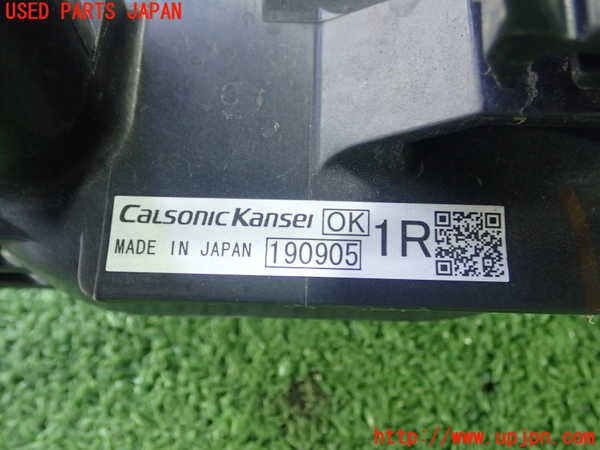 USED PARTS JAPAN
CALSONIC KANSEI OK 1R
MADE IN JAPAN 190905
http://www.upjpn.com/